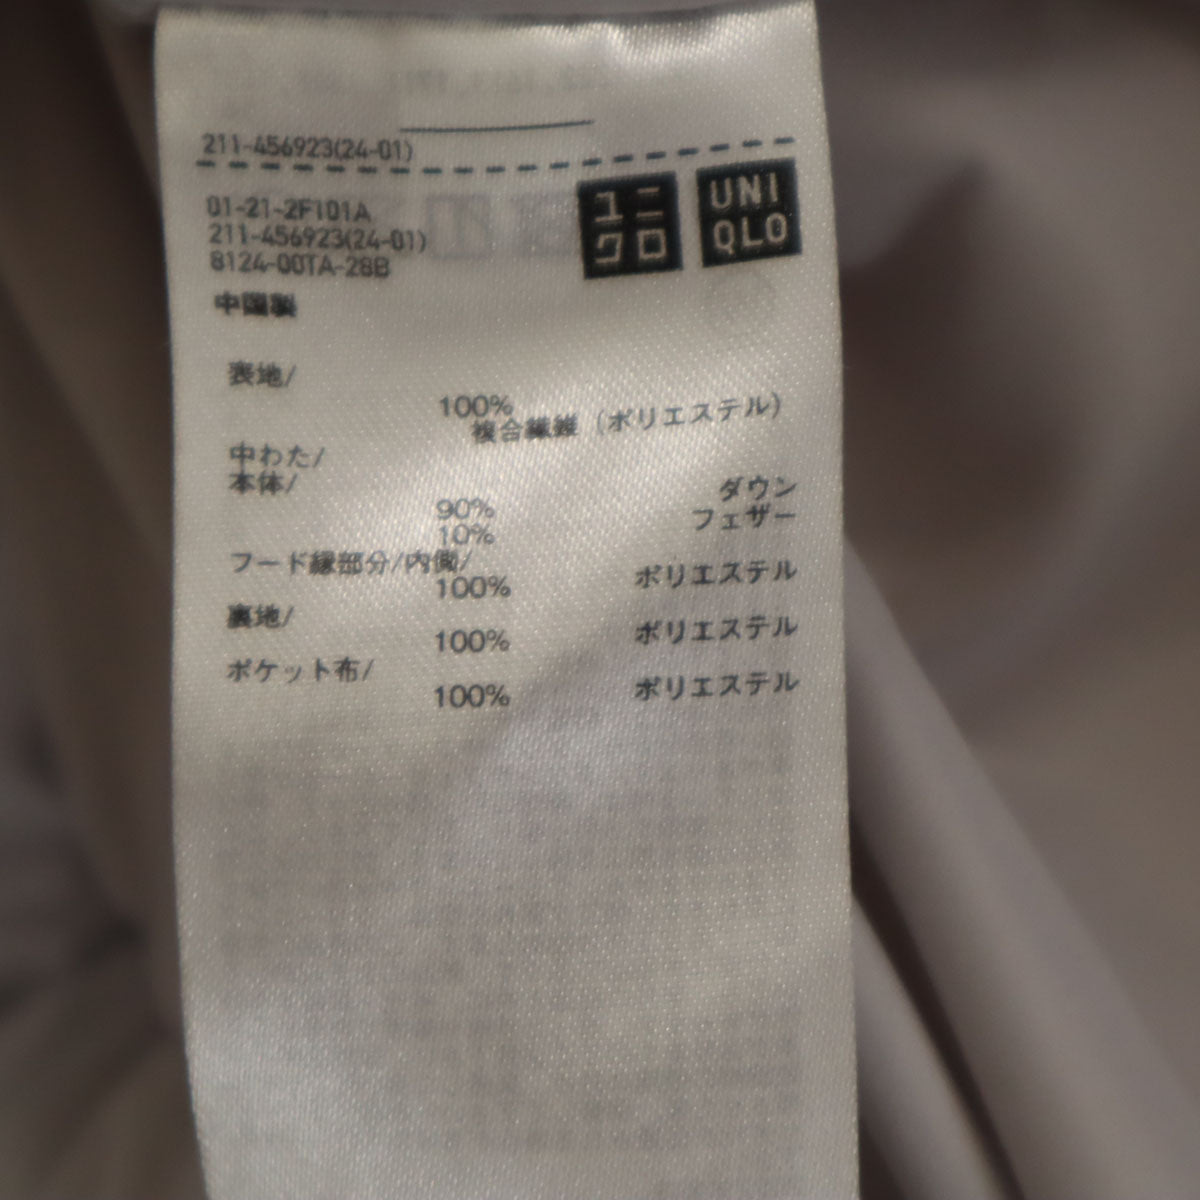 211-456923(24-01)
01-21-2F101A
211-456923(24-01)
8124-00TA-28B
ユニクロ
UNIQLO
中国製
表地/
100%
複合繊維 (ポリエステル)
中わた/
本体/
90% ダウン
10% フェザー
フード縁部分/内側/
100% ポリエステル
裏地/
100% ポリエステル
ポケット布/
100% ポリエステル